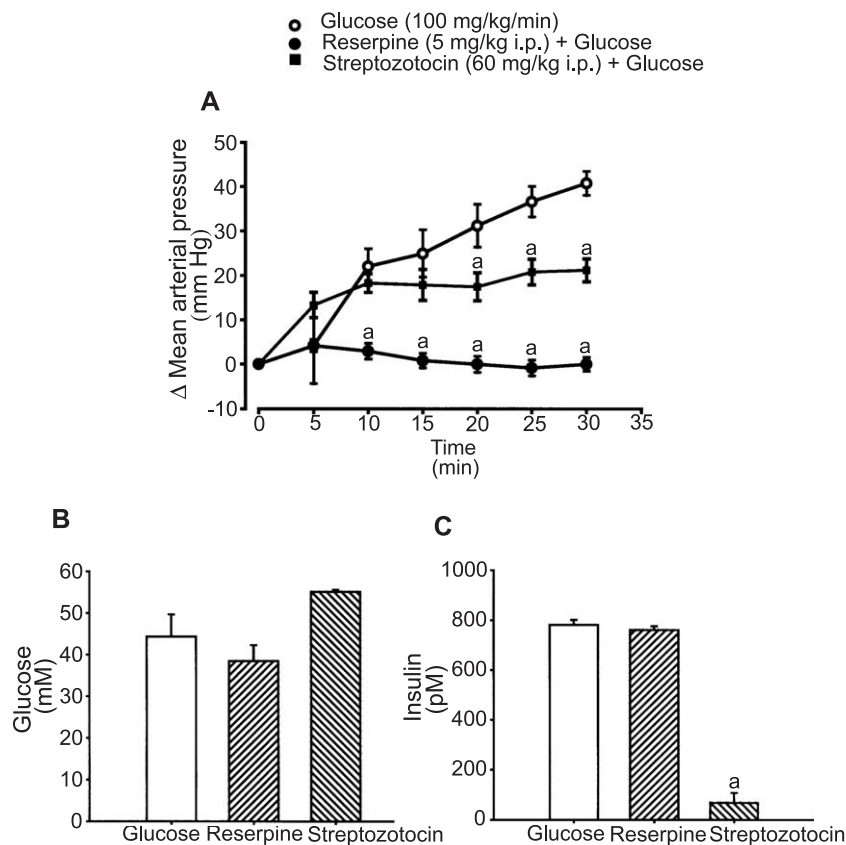 Glucose (100 mg/kg/min)
Reserpine (5 mg/kg i.p.) + Glucose
Streptozotocin (60 mg/kg i.p.) + Glucose
A
Δ Mean arterial pressure
(mm Hg)
50
40
30
20
10
0
-10
a a a
a a a a a
0 5 10 15 20 25 30 35
Time
(min)
B
Glucose
(mM)
60
50
40
30
20
10
0
Glucose Reserpine Streptozotocin
C
Insulin
(pM)
1000
800
600
400
200
0
a
Glucose Reserpine Streptozotocin